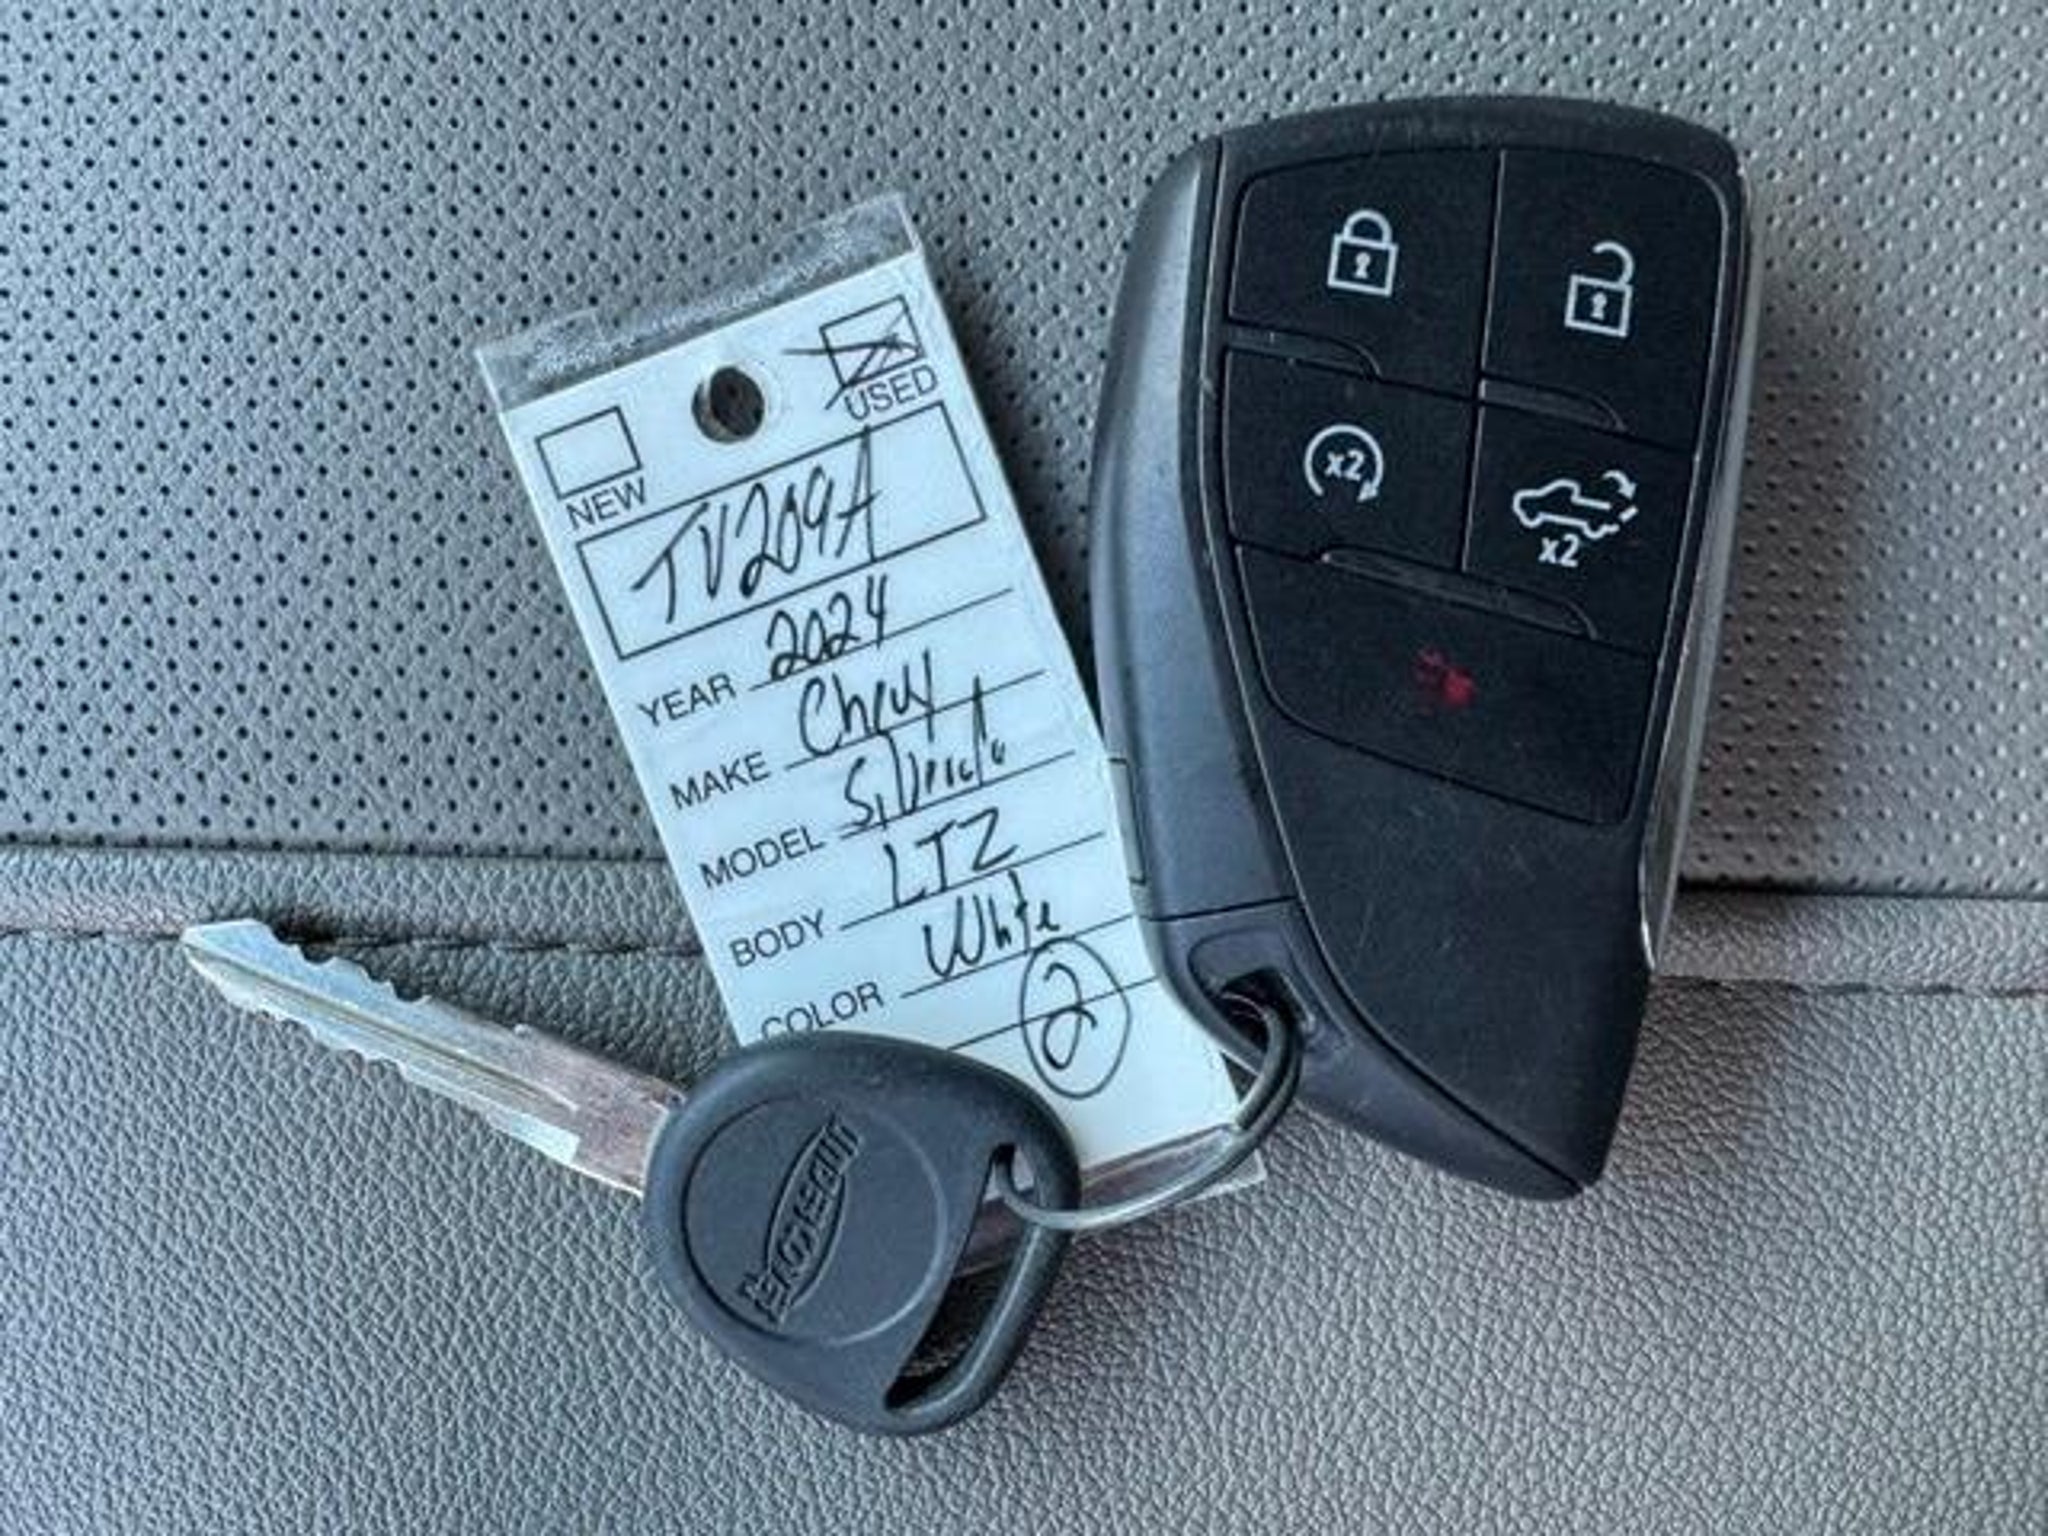 USED
NEW
TV209A
YEAR 2024
MAKE Chevy
MODEL Silverado
BODY LTZ
COLOR White
2
x2
x2